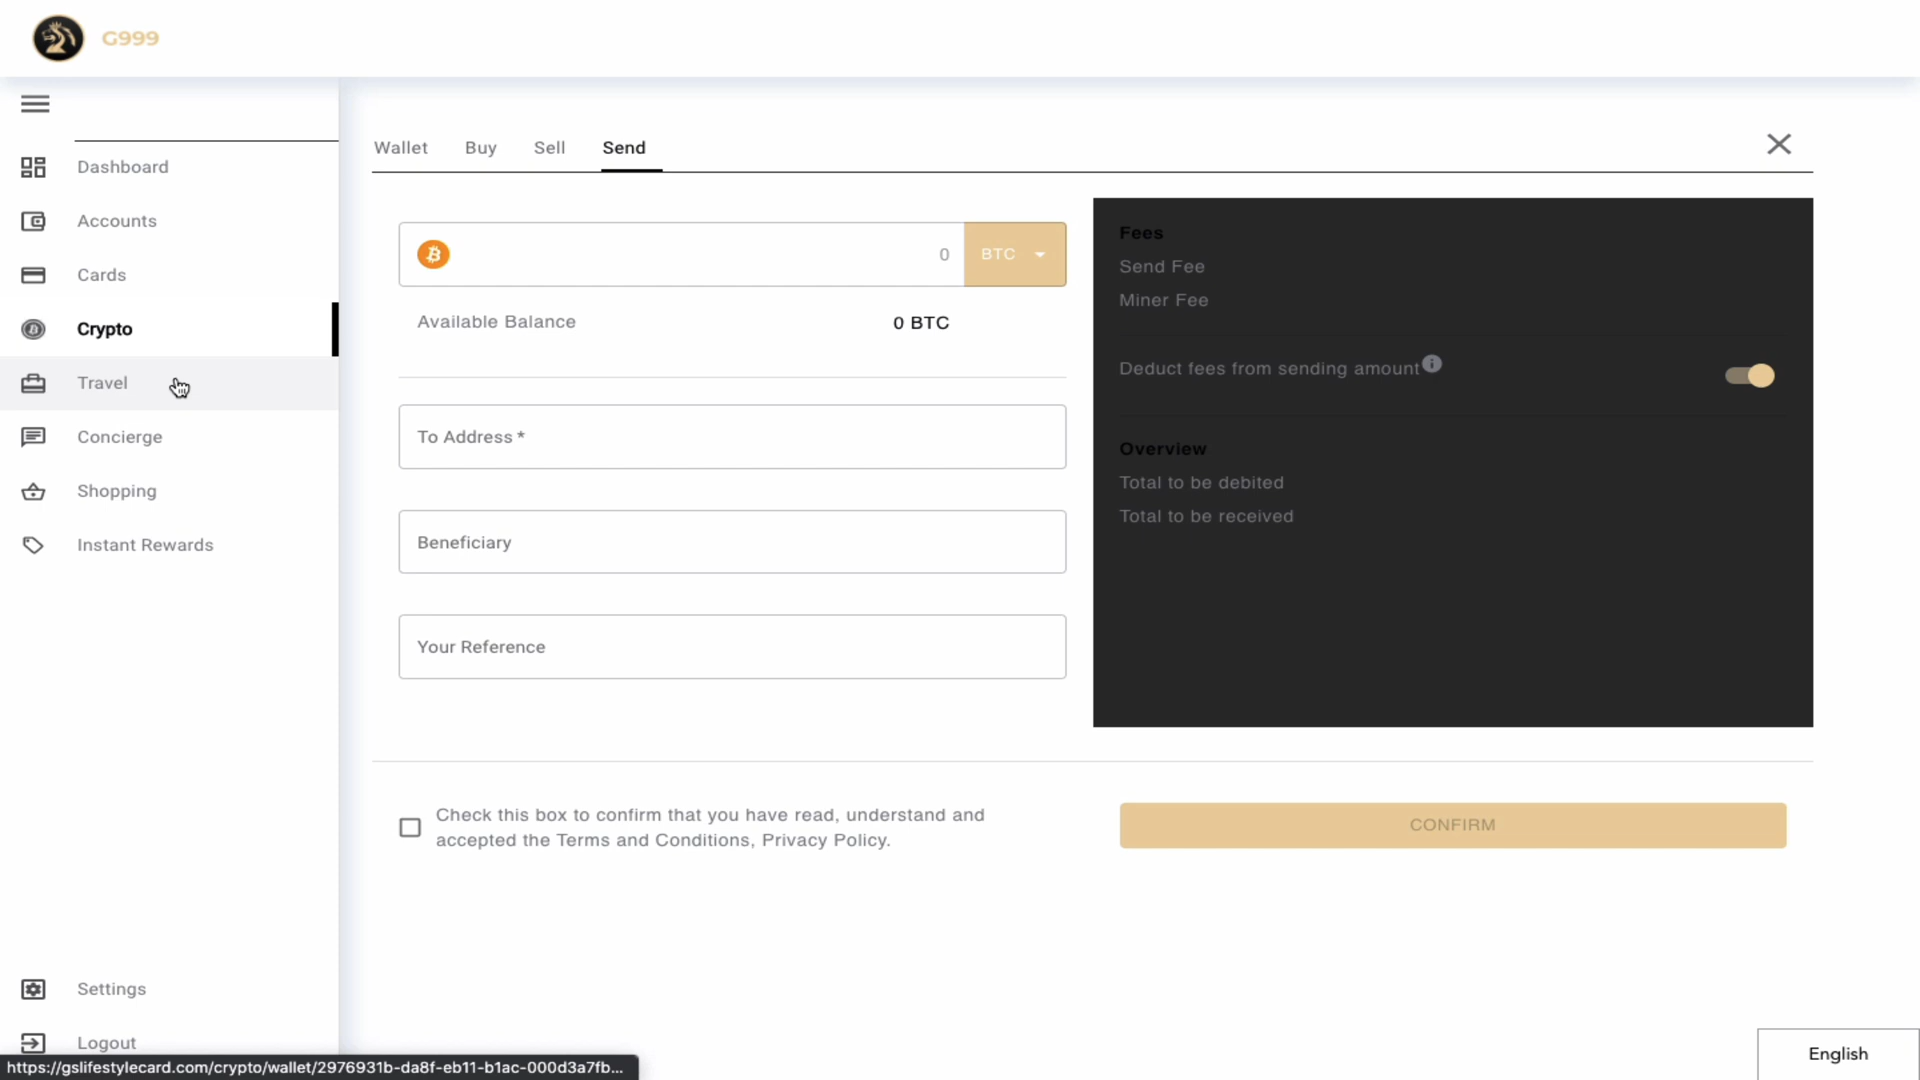 G999
Dashboard
Accounts
Cards
Crypto
Travel
Concierge
Shopping
Instant Rewards
Settings
Logout
https://gslifestylecard.com/crypto/wallet/2976931b-da8f-eb11-b1ac-000d3a7fb...
Wallet Buy Sell Send
0 BTC
Available Balance 0 BTC
To Address *
Beneficiary
Your Reference
Fees
Send Fee
Miner Fee
Deduct fees from sending amount
Overview
Total to be debited
Total to be received
Check this box to confirm that you have read, understand and
accepted the Terms and Conditions, Privacy Policy.
CONFIRM
English